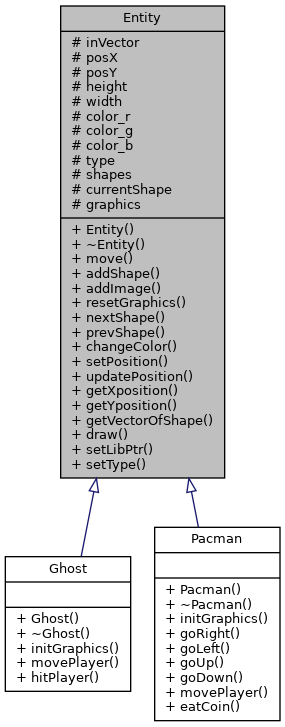 Entity
# inVector
# posX
# posY
# height
# width
# color_r
# color_g
# color_b
# type
# shapes
# currentShape
# graphics
+ Entity()
+ ~Entity()
+ move()
+ addShape()
+ addImage()
+ resetGraphics()
+ nextShape()
+ prevShape()
+ changeColor()
+ setPosition()
+ updatePosition()
+ getXposition()
+ getYposition()
+ getVectorOfShape()
+ draw()
+ setLibPtr()
+ setType()
Ghost
+ Ghost()
+ ~Ghost()
+ initGraphics()
+ movePlayer()
+ hitPlayer()
Pacman
+ Pacman()
+ ~Pacman()
+ initGraphics()
+ goRight()
+ goLeft()
+ goUp()
+ goDown()
+ movePlayer()
+ eatCoin()